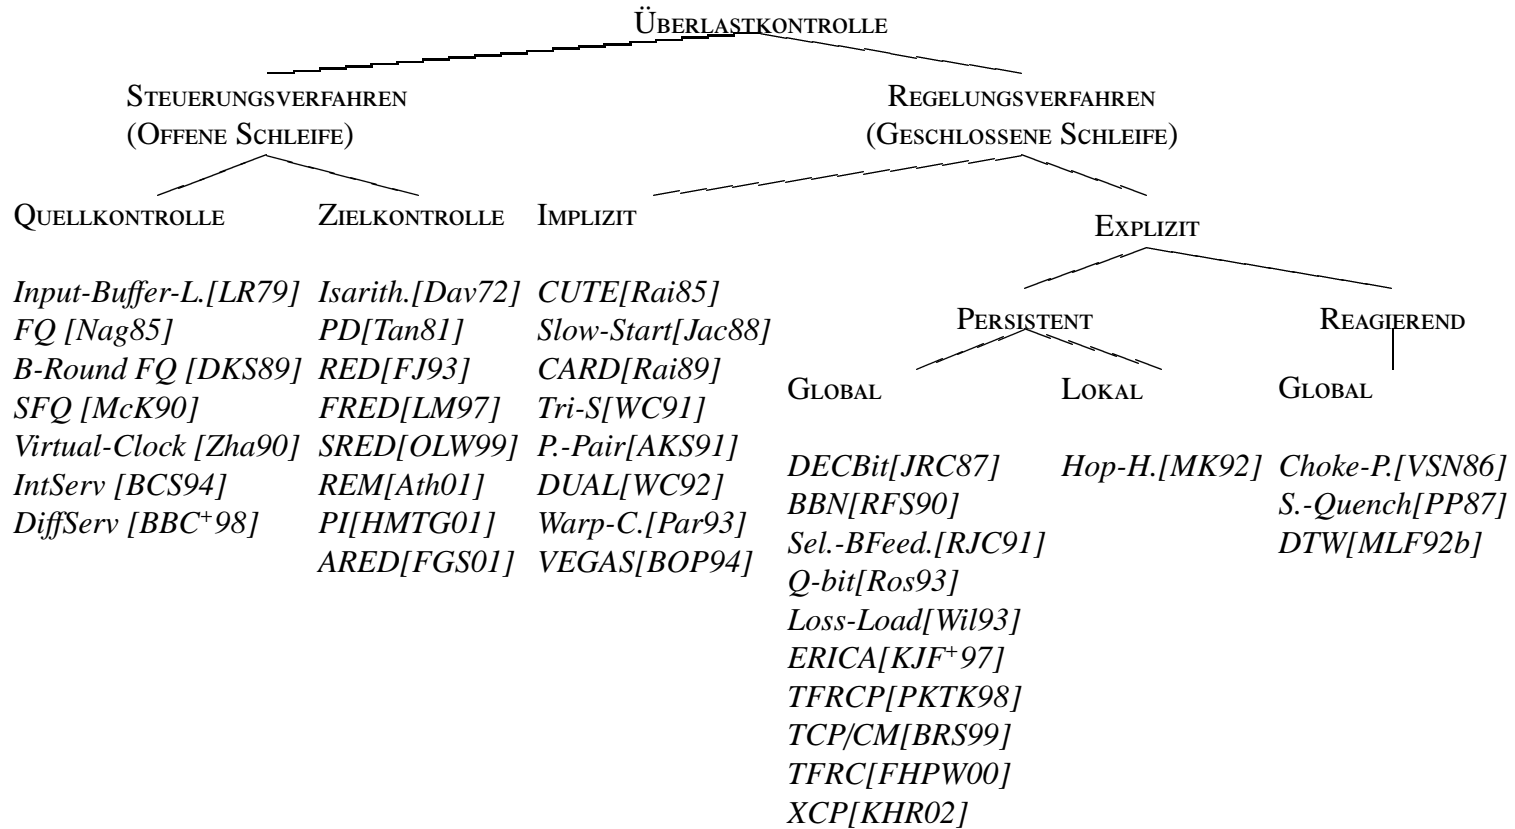 Überlastkontrolle
Steuerungsverfahren
(Offene Schleife)
Regelungsverfahren
(Geschlossene Schleife)
Quellkontrolle
Zielkontrolle
Implizit
Explizit
Persistent
Reagierend
Global
Lokal
Global
Input-Buffer-L.[LR79]
FQ [Nag85]
B-Round FQ [DKS89]
SFQ [McK90]
Virtual-Clock [Zha90]
IntServ [BCS94]
DiffServ [BBC+98]
Isarith.[Dav72]
PD[Tan81]
RED[FJ93]
FRED[LM97]
SRED[OLW99]
REM[Ath01]
PI[HMTG01]
ARED[FGS01]
CUTE[Rai85]
Slow-Start[Jac88]
CARD[Rai89]
Tri-S[WC91]
P.-Pair[AKS91]
DUAL[WC92]
Warp-C.[Par93]
VEGAS[BOP94]
DECBit[JRC87]
BBN[RFS90]
Sel.-BFeed.[RJC91]
Q-bit[Ros93]
Loss-Load[Wil93]
ERICA[KJF+97]
TFRCP[PKTK98]
TCP/CM[BRS99]
TFRC[FHPW00]
XCP[KHR02]
Hop-H.[MK92]
Choke-P.[VSN86]
S.-Quench[PP87]
DTW[MLF92b]